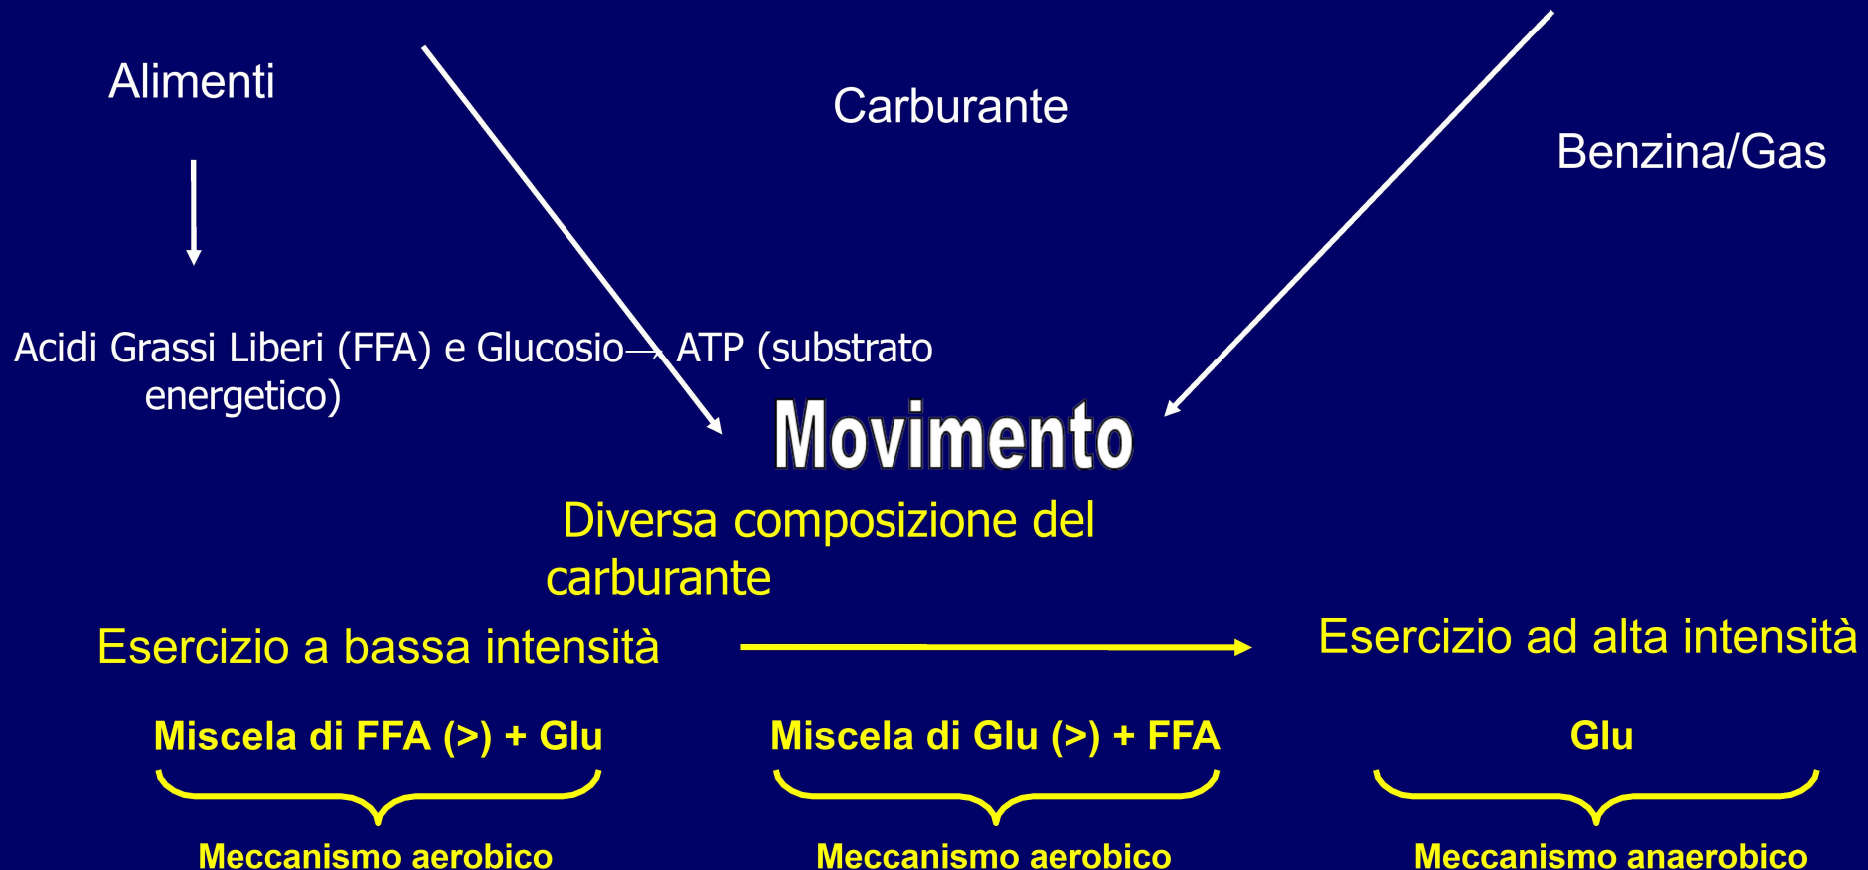 Alimenti
Carburante
Benzina/Gas
Acidi Grassi Liberi (FFA) e Glucosio→ ATP (substrato
energetico)
Movimento
Diversa composizione del
carburante
Esercizio a bassa intensità
Esercizio ad alta intensità
Miscela di FFA (>) + Glu
Miscela di Glu (>) + FFA
Glu
Meccanismo aerobico
Meccanismo aerobico
Meccanismo anaerobico